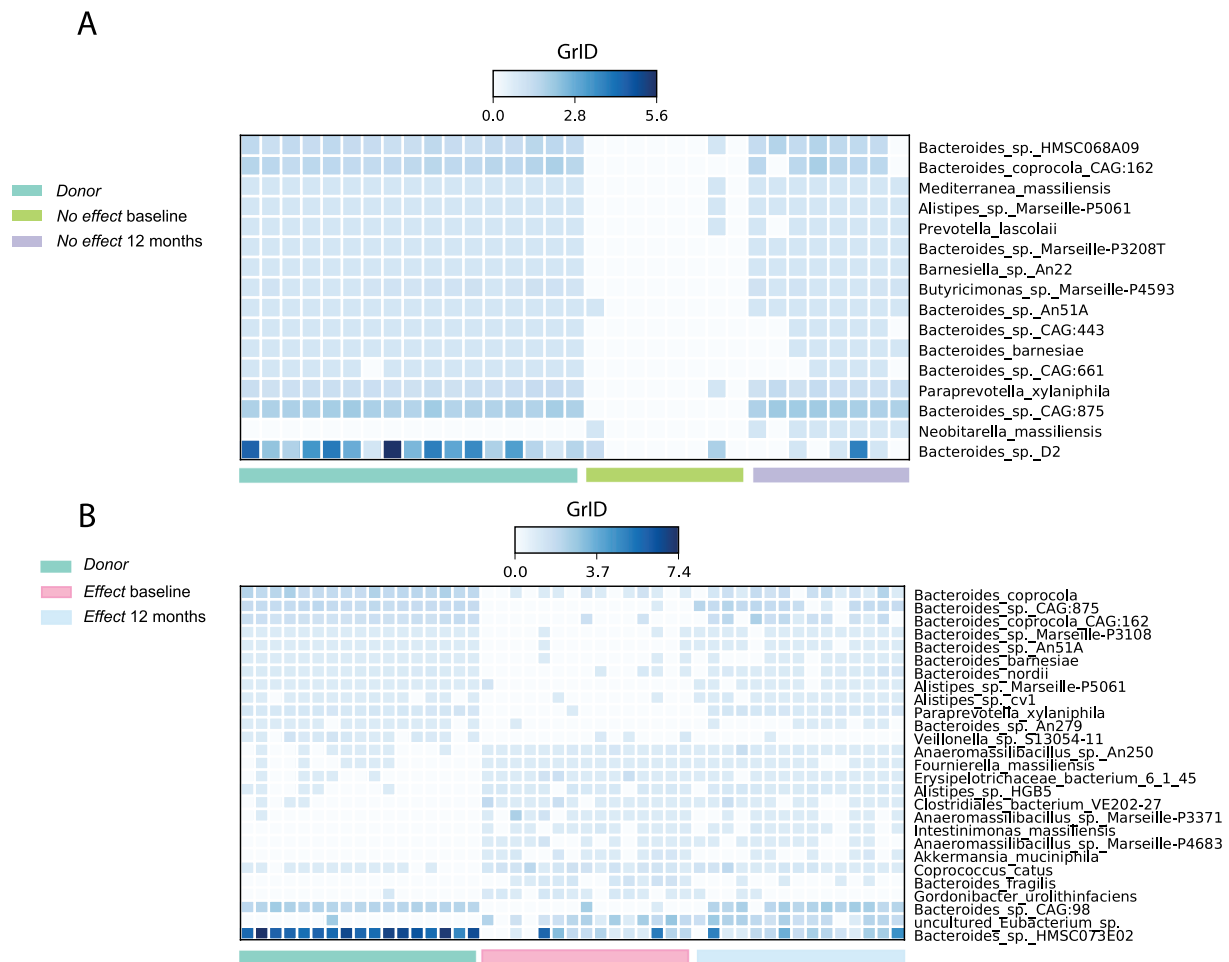 A
GrID
0.0 2.8 5.6
Donor
No effect baseline
No effect 12 months
Bacteroides_sp._HMSC068A09
Bacteroides_coprocola_CAG:162
Mediterranea_massiliensis
Alistipes_sp._Marseille-P5061
Prevotella_lascolaii
Bacteroides_sp._Marseille-P3208T
Barnesiella_sp._An22
Butyricimonas_sp._Marseille-P4593
Bacteroides_sp._An51A
Bacteroides_sp._CAG:443
Bacteroides_barnesiae
Bacteroides_sp._CAG:661
Paraprevotella_xylaniphila
Bacteroides_sp._CAG:875
Neobitarella_massiliensis
Bacteroides_sp._D2
B
GrID
0.0 3.7 7.4
Donor
Effect baseline
Effect 12 months
Bacteroides_coprocola
Bacteroides_sp._CAG:875
Bacteroides_coprocola_CAG:162
Bacteroides_sp._Marseille-P3108
Bacteroides_sp._An51A
Bacteroides_barnesiae
Bacteroides_nordii
Alistipes_sp._Marseille-P5061
Alistipes_sp._cv1
Paraprevotella_xylaniphila
Bacteroides_sp._An279
Veillonella_sp._S13054-11
Anaeromassilibacillus_sp._An250
Fournierella_massiliensis
Erysipelotrichaceae_bacterium_6_1_45
Alistipes_sp._HGB5
Clostridiales_bacterium_VE202-27
Anaeromassilibacillus_sp._Marseille-P3371
Intestinimonas_massiliensis
Anaeromassilibacillus_sp._Marseille-P4683
Akkermansia_muciniphila
Coprococcus_catus
Bacteroides_fragilis
Gordonibacter_urolithinfaciens
Bacteroides_sp._CAG:98
uncultured_Eubacterium_sp.
Bacteroides_sp._HMSC073E02